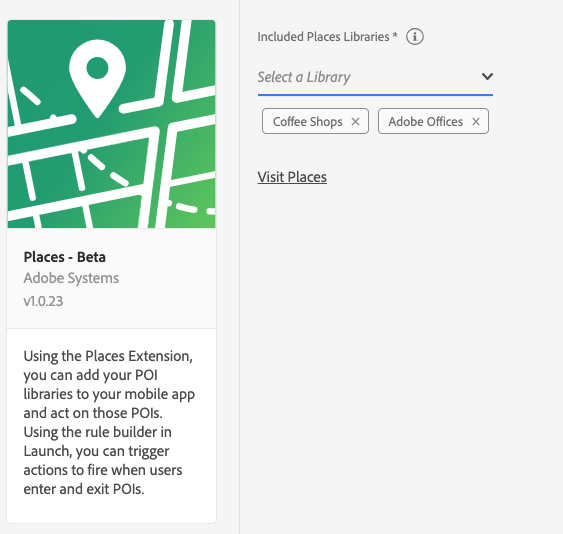 Included Places Libraries *
Select a Library
Coffee Shops
Adobe Offices
Visit Places
Places - Beta
Adobe Systems
v1.0.23
Using the Places Extension,
you can add your POI
libraries to your mobile app
and act on those POIs.
Using the rule builder in
Launch, you can trigger
actions to fire when users
enter and exit POIs.